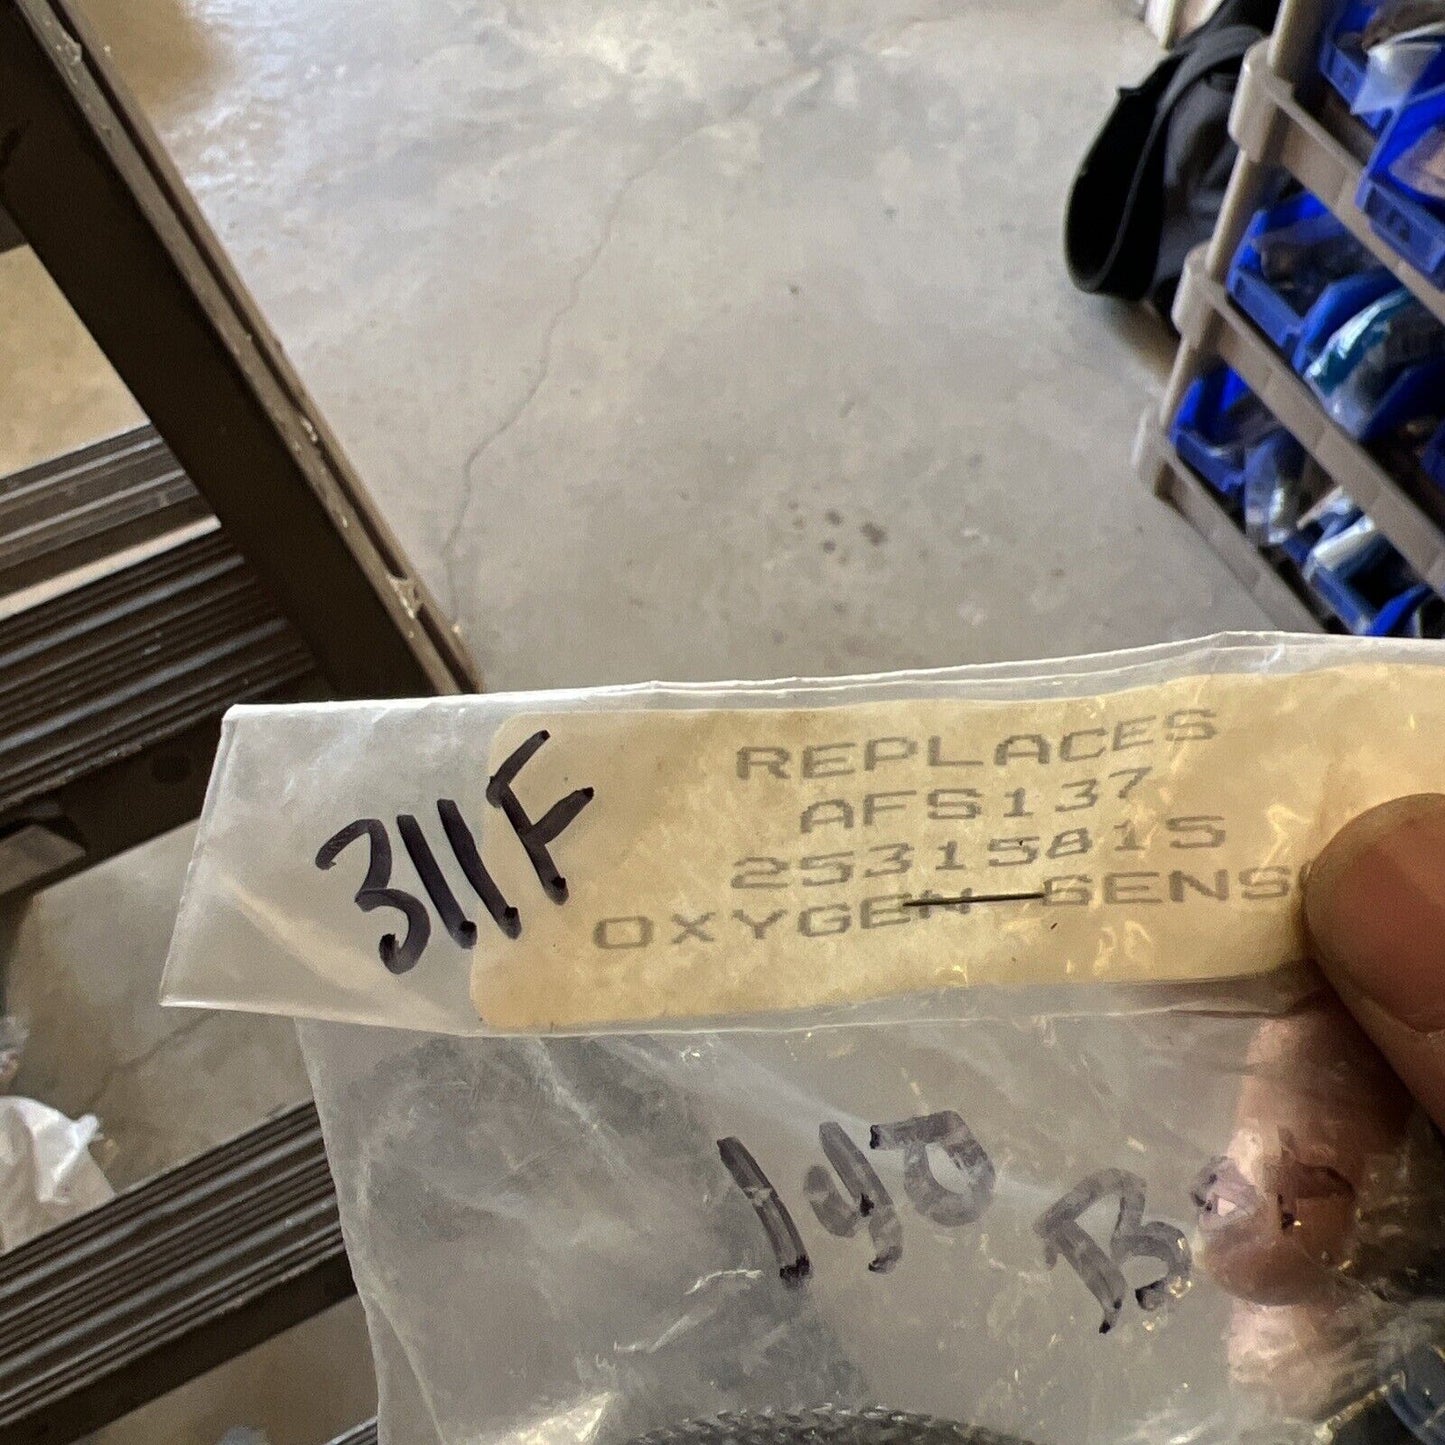 311F
REPLACES
AFS137
25315815
OXYGEN SENS
140